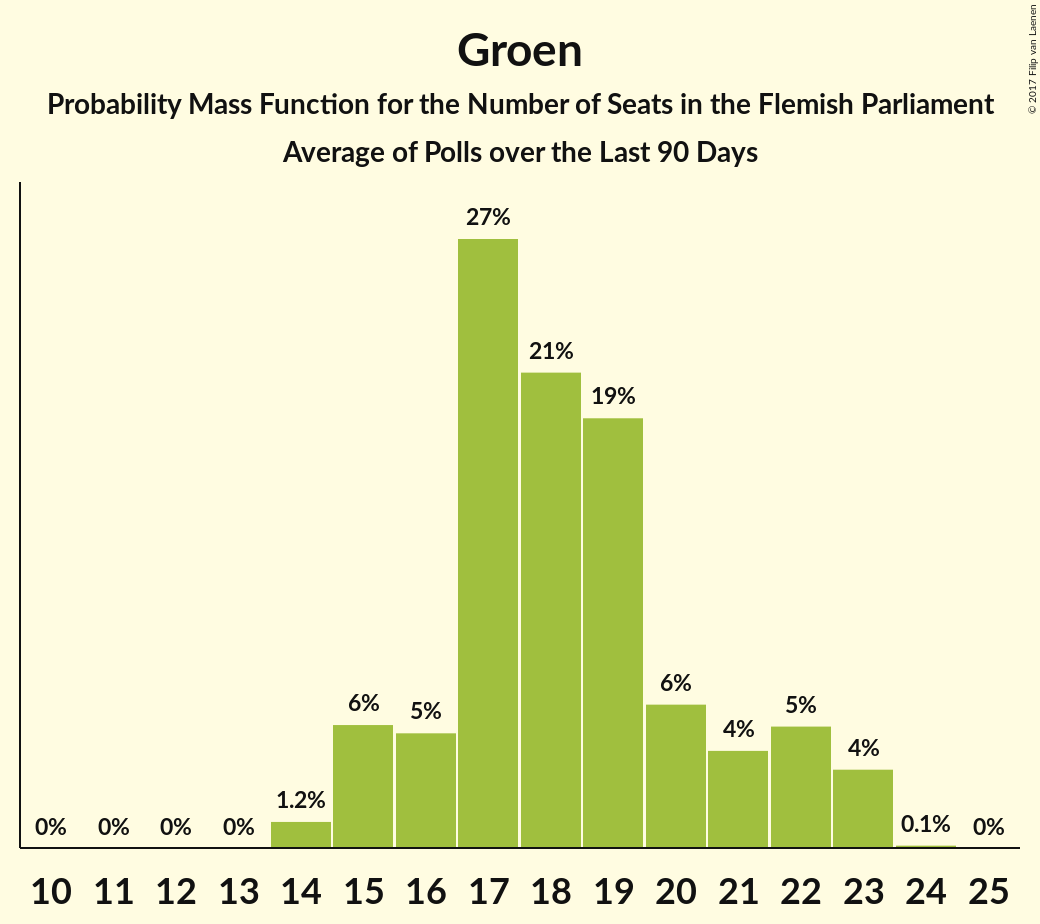 Groen
Probability Mass Function for the Number of Seats in the Flemish Parliament
Average of Polls over the Last 90 Days
© 2017 Filip van Laenen
27%
21%
19%
6%
6%
5%
5%
4%
4%
1.2%
0% 0% 0% 0% 0.1% 0%
10 11 12 13 14 15 16 17 18 19 20 21 22 23 24 25